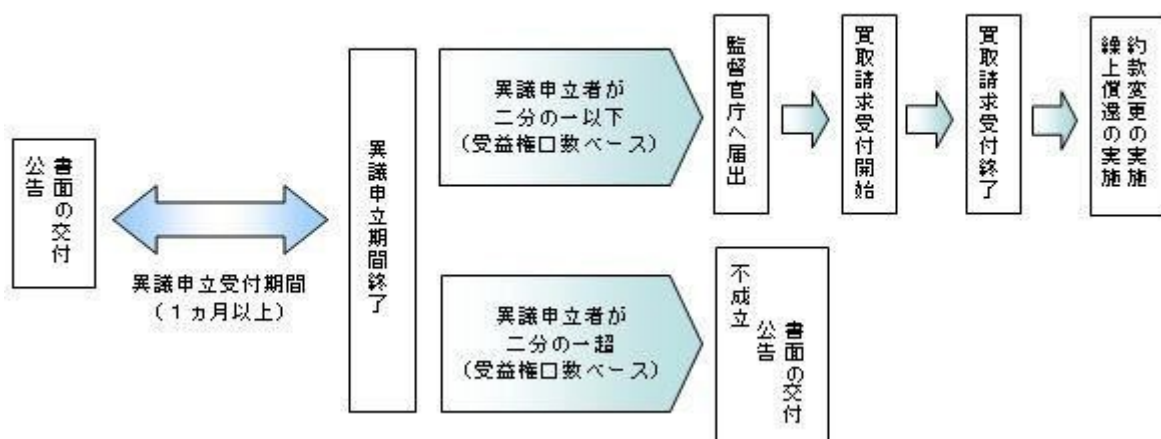 書面の交付
公告
異議申立受付期間
(1ヵ月以上)
異議申立期間終了
異議申立者が
二分の一以下
(受益権口数ベース)
監督官庁へ届出
買取請求受付開始
買取請求受付終了
約款変更の実施
繰上償還の実施
異議申立者が
二分の一超
(受益権口数ベース)
不成立
書面の交付
公告